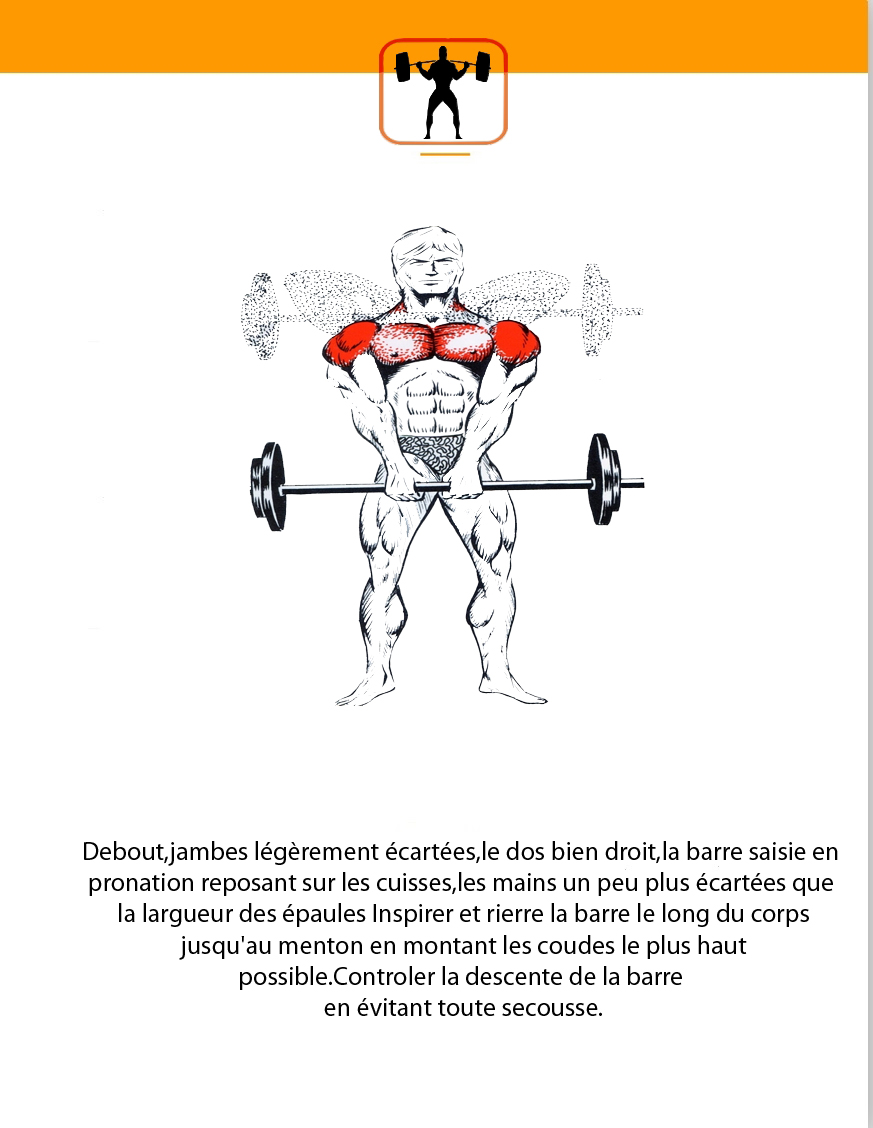 Debout,jambes légèrement écartées,le dos bien droit,la barre saisie en
pronation reposant sur les cuisses,les mains un peu plus écartées que
la largueur des épaules Inspirer et rierre la barre le long du corps
jusqu'au menton en montant les coudes le plus haut
possible.Controler la descente de la barre
en évitant toute secousse.